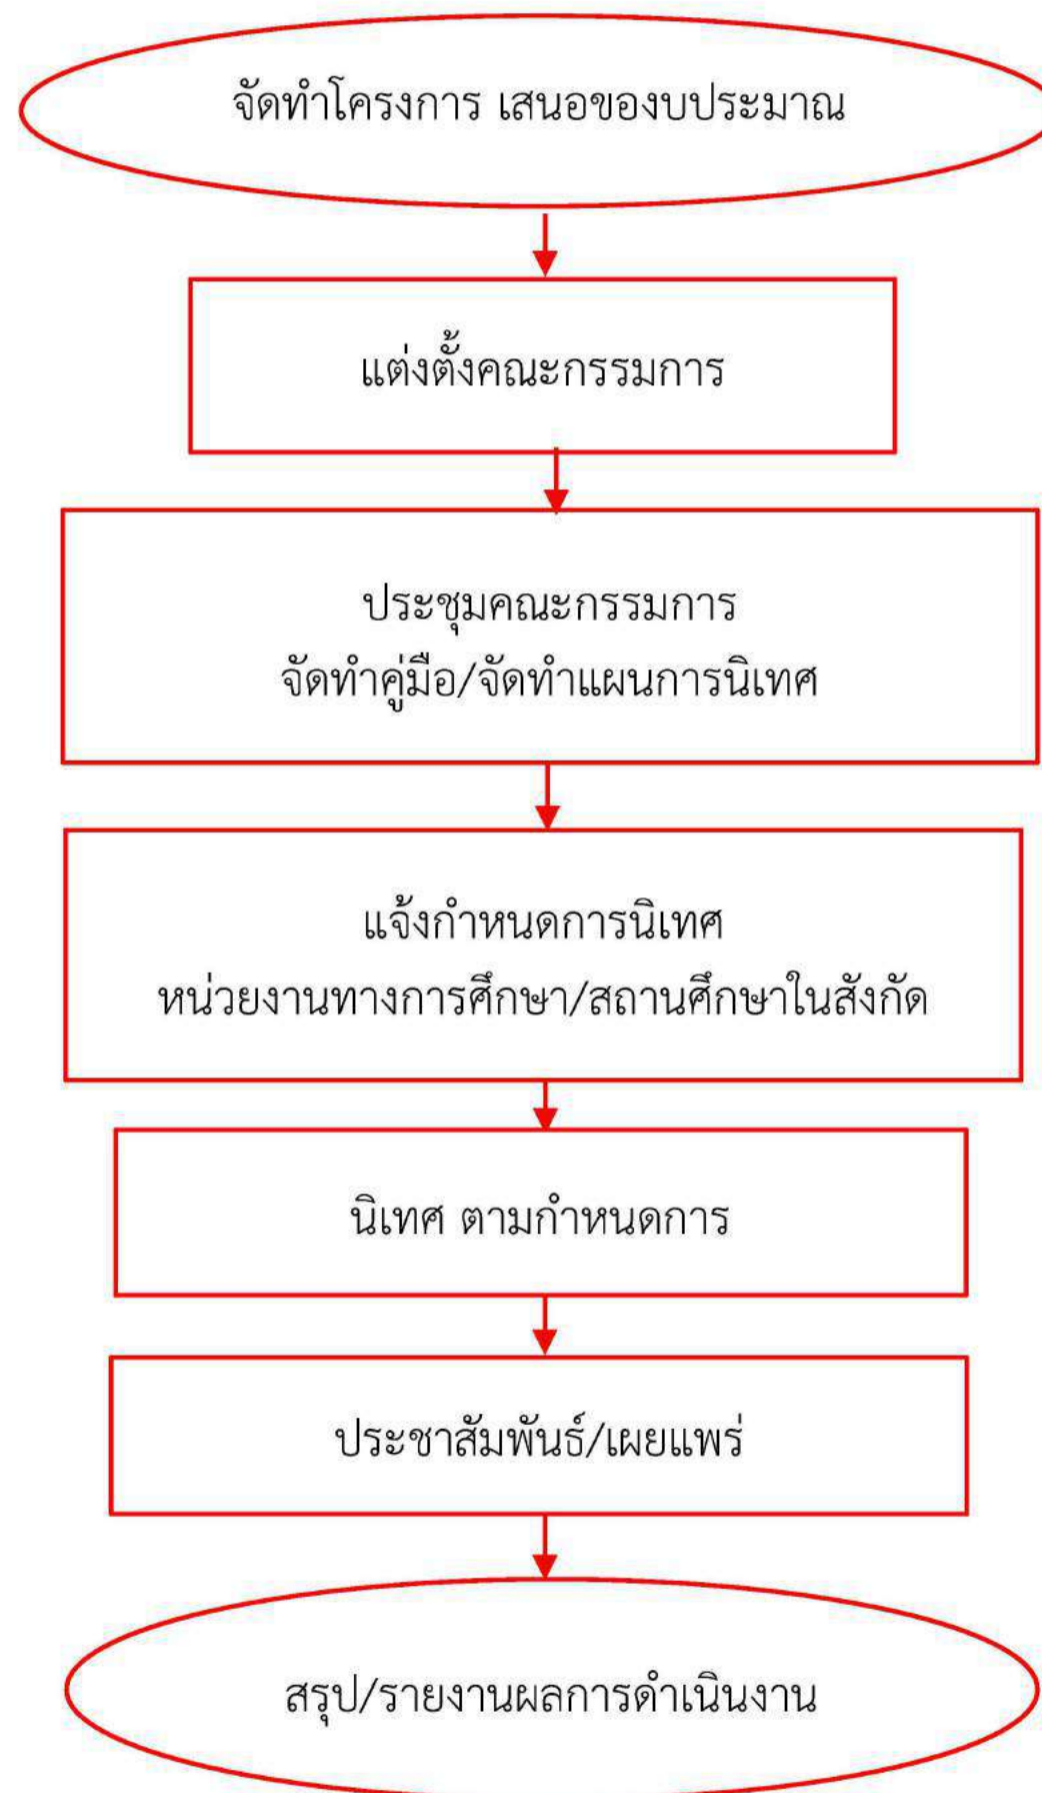 จัดทำโครงการ เสนอของบประมาณ
แต่งตั้งคณะกรรมการ
ประชุมคณะกรรมการ
จัดทำคู่มือ/จัดทำแผนการนิเทศ
แจ้งกำหนดการนิเทศ
หน่วยงานทางการศึกษา/สถานศึกษาในสังกัด
นิเทศ ตามกำหนดการ
ประชาสัมพันธ์/เผยแพร่
สรุป/รายงานผลการดำเนินงาน